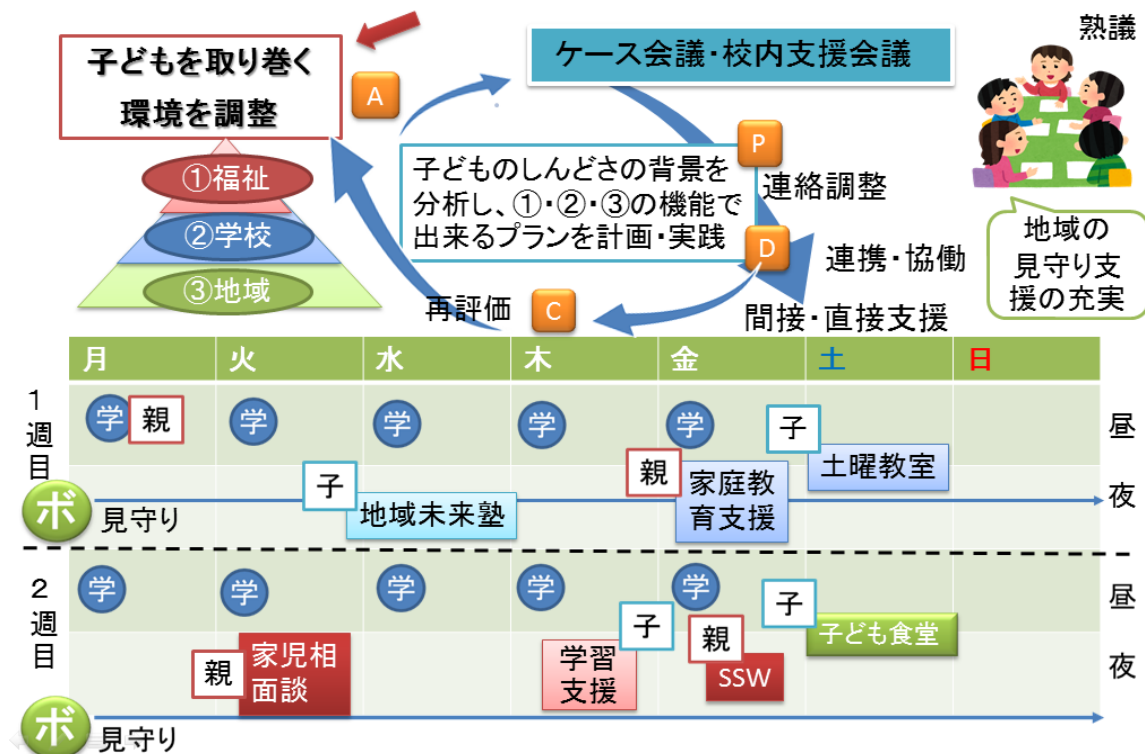 子どもを取り巻く
環境を調整
A
ケース会議・校内支援会議
熟議
①福祉
②学校
③地域
子どものしんどさの背景を
分析し、①・②・③の機能で
出来るプランを計画・実践
P
連絡調整
D
連携・協働
間接・直接支援
C
再評価
地域の
見守り支
援の充実
月 火 水 木 金 土 日
1週目
学 親 学 学 学 学 子
昼
土曜教室
親
家庭教
育支援
子
地域未来塾
夜
ボ 見守り
2週目
学 学 学 学 学 子
昼
子ども食堂
親
家児相
面談
子
学習
支援
親
SSW
夜
ボ 見守り